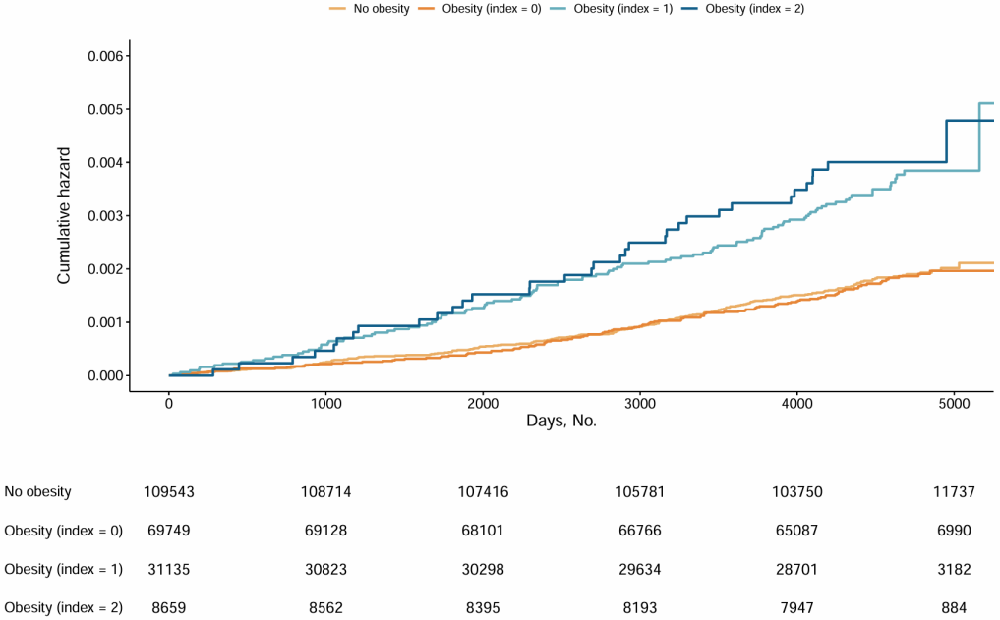 No obesity Obesity (index = 0) Obesity (index = 1) Obesity (index = 2)
0.006
0.005
0.004
0.003
0.002
0.001
0.000
Cumulative hazard
0 1000 2000 3000 4000 5000
Days, No.
No obesity 109543 108714 107416 105781 103750 11737
Obesity (index = 0) 69749 69128 68101 66766 65087 6990
Obesity (index = 1) 31135 30823 30298 29634 28701 3182
Obesity (index = 2) 8659 8562 8395 8193 7947 884